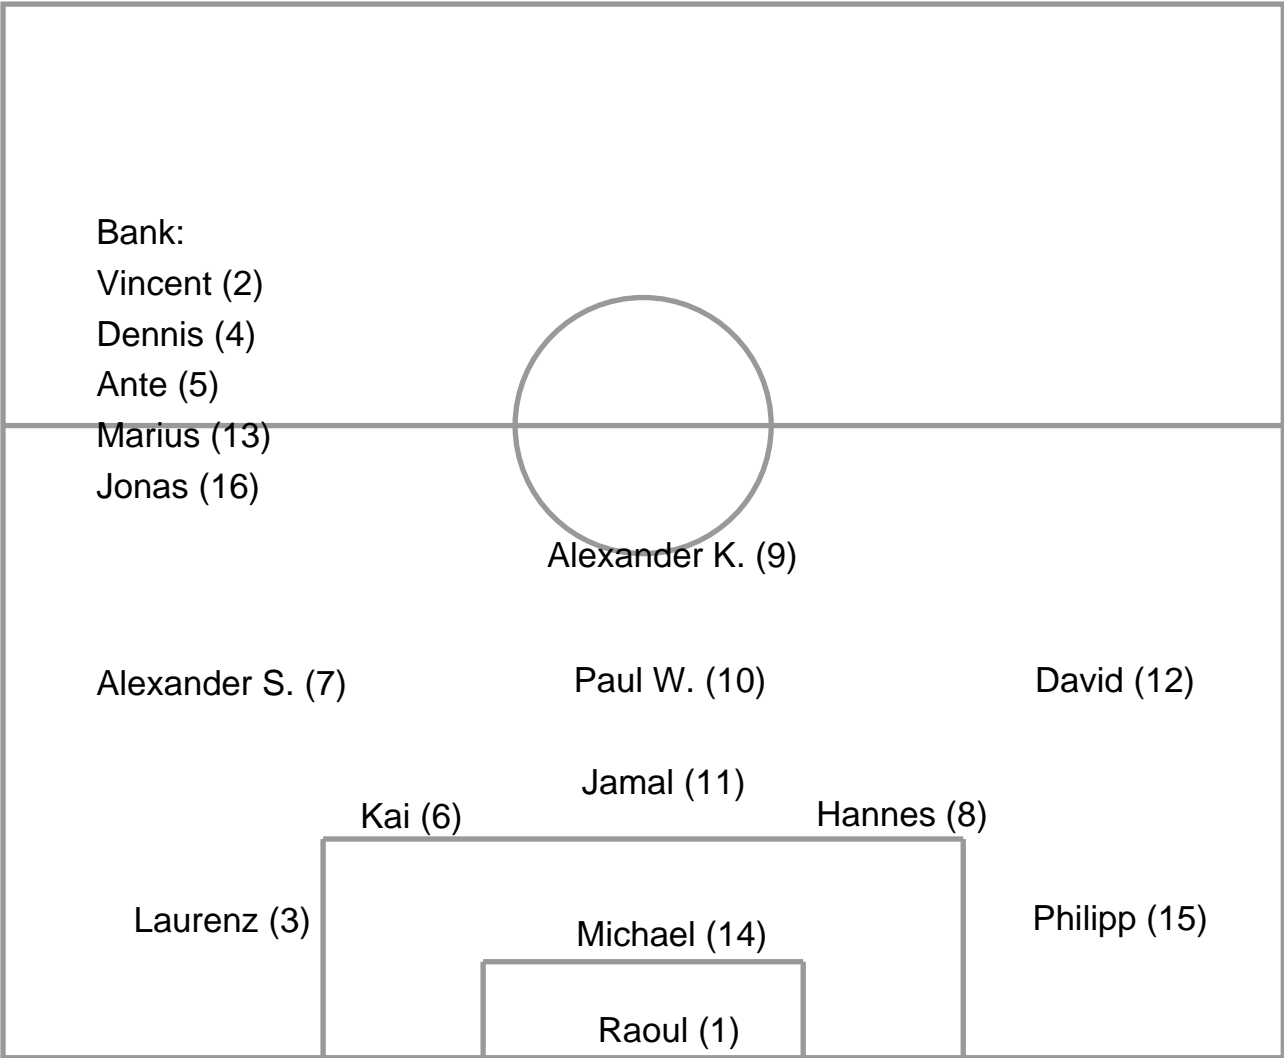 Bank:
Vincent (2)
Dennis (4)
Ante (5)
Marius (13)
Jonas (16)
Alexander K. (9)
Alexander S. (7) Paul W. (10) David (12)
Jamal (11)
Kai (6) Hannes (8)
Laurenz (3) Philipp (15)
Michael (14)
Raoul (1)